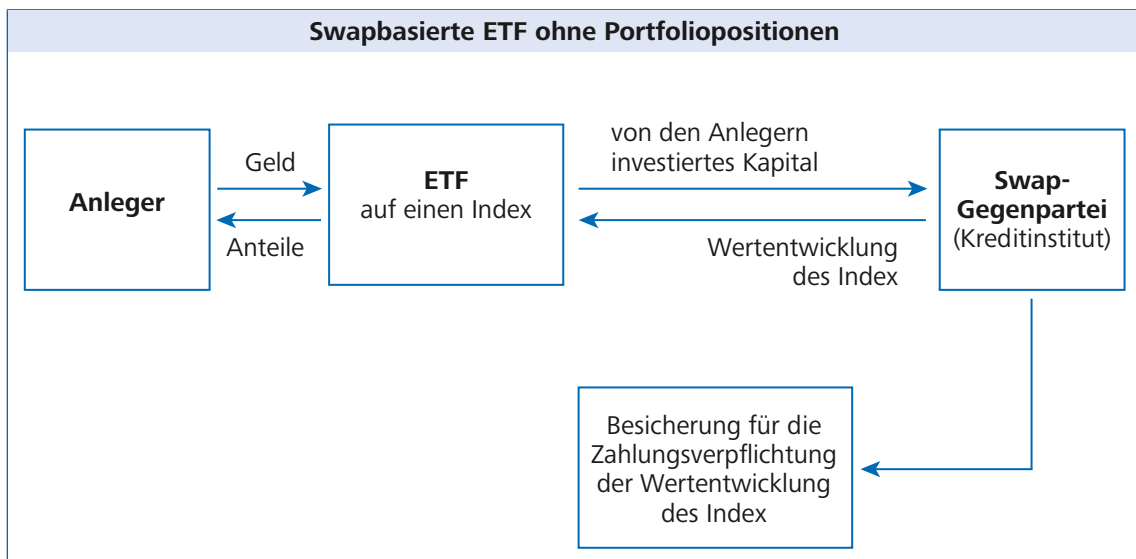 Swapbasierte ETF ohne Portfoliopositionen
Anleger
Geld
Anteile
ETF
auf einen Index
von den Anlegern
investiertes Kapital
Wertentwicklung
des Index
Swap-
Gegenpartei
(Kreditinstitut)
Besicherung für die
Zahlungsverpflichtung
der Wertentwicklung
des Index